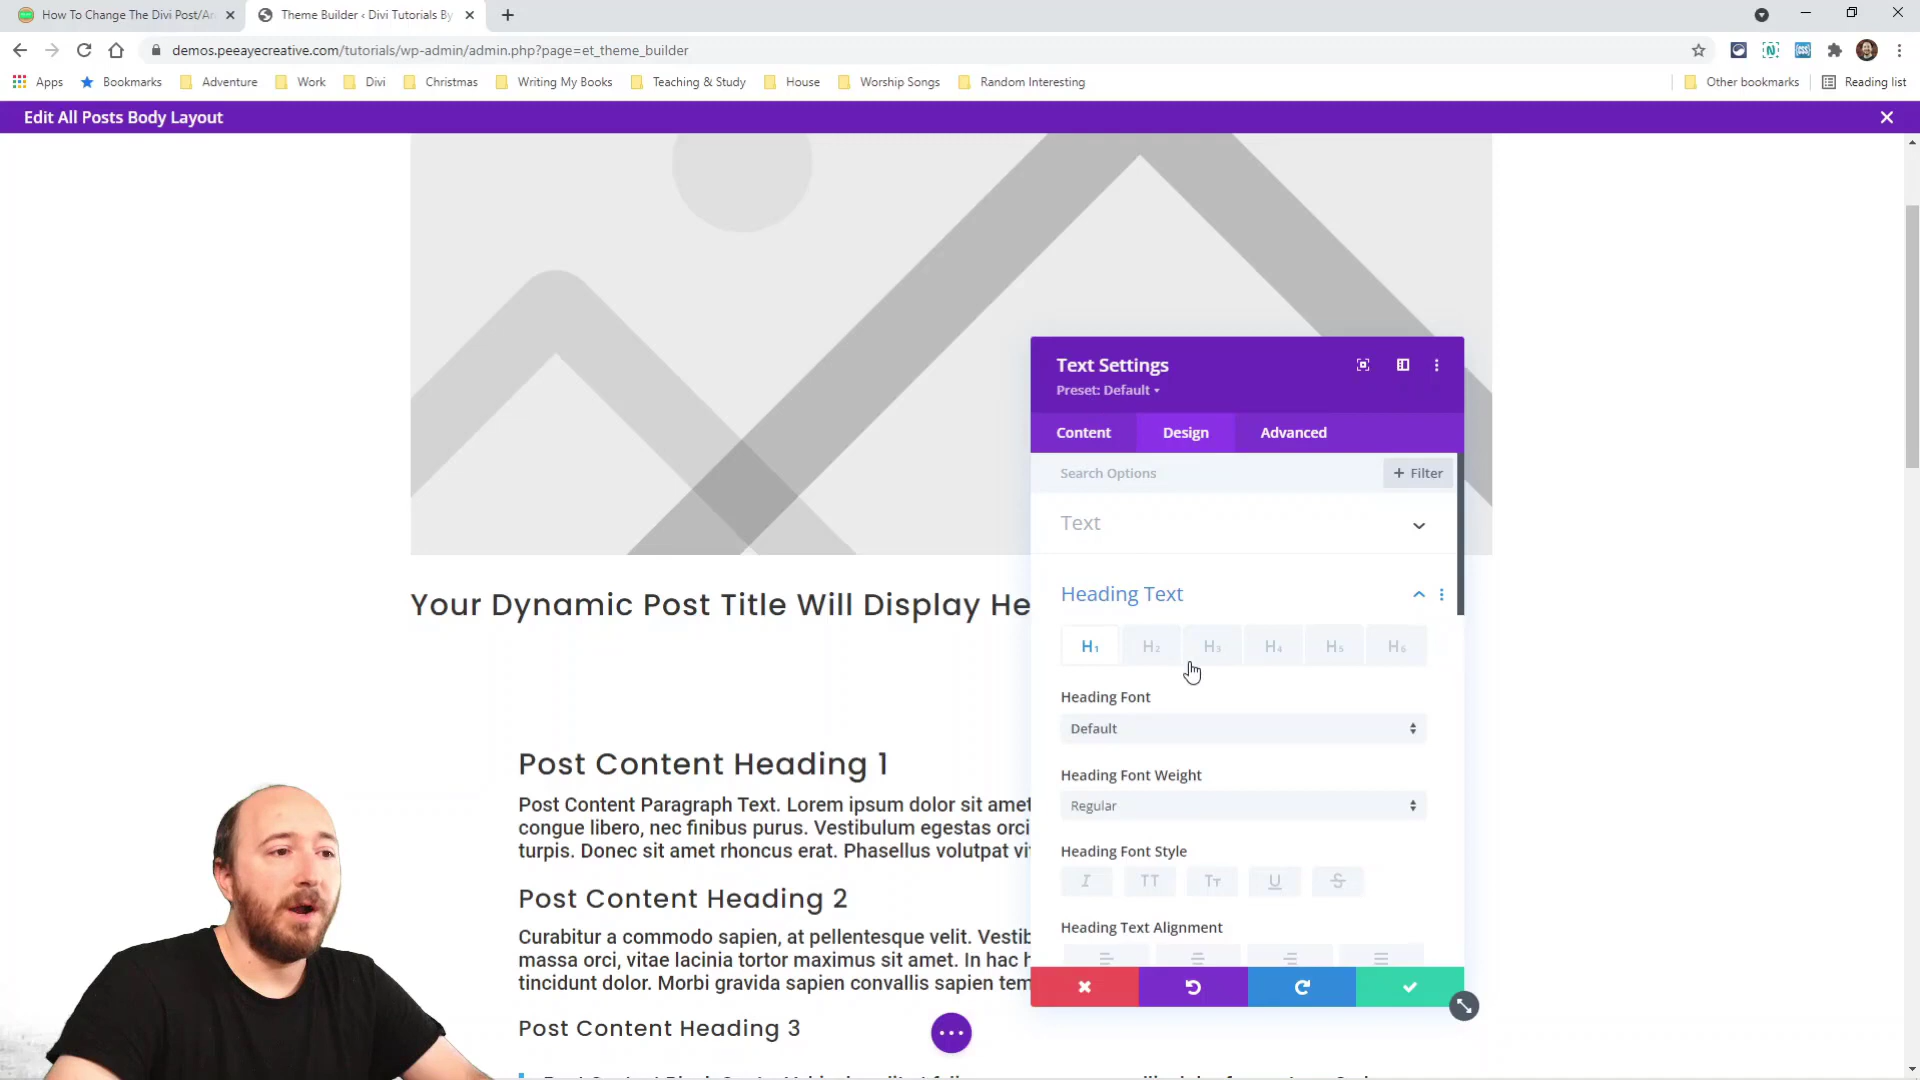 How To Change The Divi Post/Ar
Theme Builder ‹ Divi Tutorials By
demos.peeayecreative.com/tutorials/wp-admin/admin.php?page=et_theme_builder
Apps
Bookmarks
Adventure
Work
Divi
Christmas
Writing My Books
Teaching & Study
House
Worship Songs
Random Interesting
Other bookmarks
Reading list
Edit All Posts Body Layout
Your Dynamic Post Title Will Display He
Post Content Heading 1
Post Content Paragraph Text. Lorem ipsum dolor sit amet
congue libero, nec finibus purus. Vestibulum egestas orci
turpis. Donec sit amet rhoncus erat. Phasellus volutpat vi
Post Content Heading 2
Curabitur a commodo sapien, at pellentesque velit. Vestib
massa orci, vitae lacinia tortor maximus sit amet. In hac h
tincidunt dolor. Morbi gravida sapien convallis sapien tem
Post Content Heading 3
Text Settings
Preset: Default
Content
Design
Advanced
Search Options
+ Filter
Text
Heading Text
H1
H2
H3
H4
H5
H6
Heading Font
Default
Heading Font Weight
Regular
Heading Font Style
I
TT
Tт
U
S
Heading Text Alignment